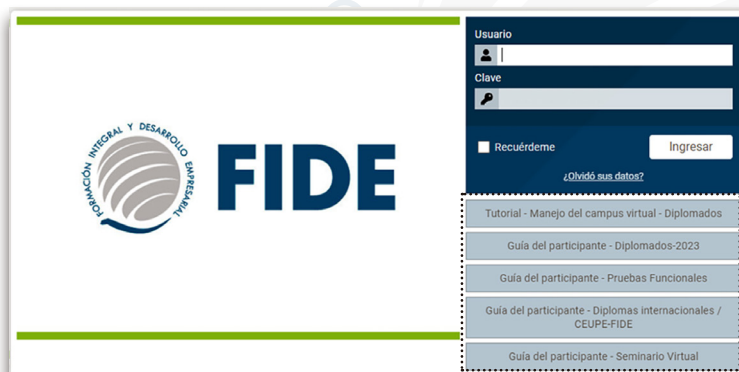 FORMACIÓN INTEGRAL Y DESARROLLO EMPRESARIAL
FIDE
Usuario
Clave
Recuérdeme
Ingresar
¿Olvidó sus datos?
Tutorial - Manejo del campus virtual - Diplomados
Guía del participante - Diplomados-2023
Guía del participante - Pruebas Funcionales
Guía del participante - Diplomas internacionales /
CEUPE-FIDE
Guía del participante - Seminario Virtual